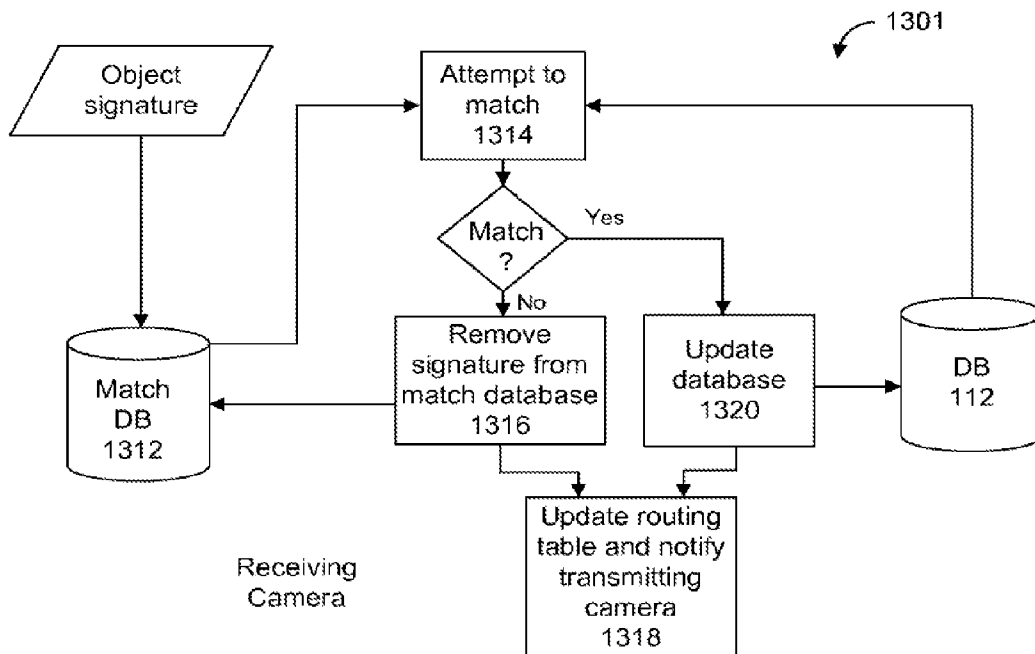 1301
Object
signature
Attempt to
match
1314
Yes
Match
?
No
Match
DB
1312
Remove
signature from
match database
1316
Update
database
1320
DB
112
Update routing
table and notify
transmitting
camera
1318
Receiving
Camera